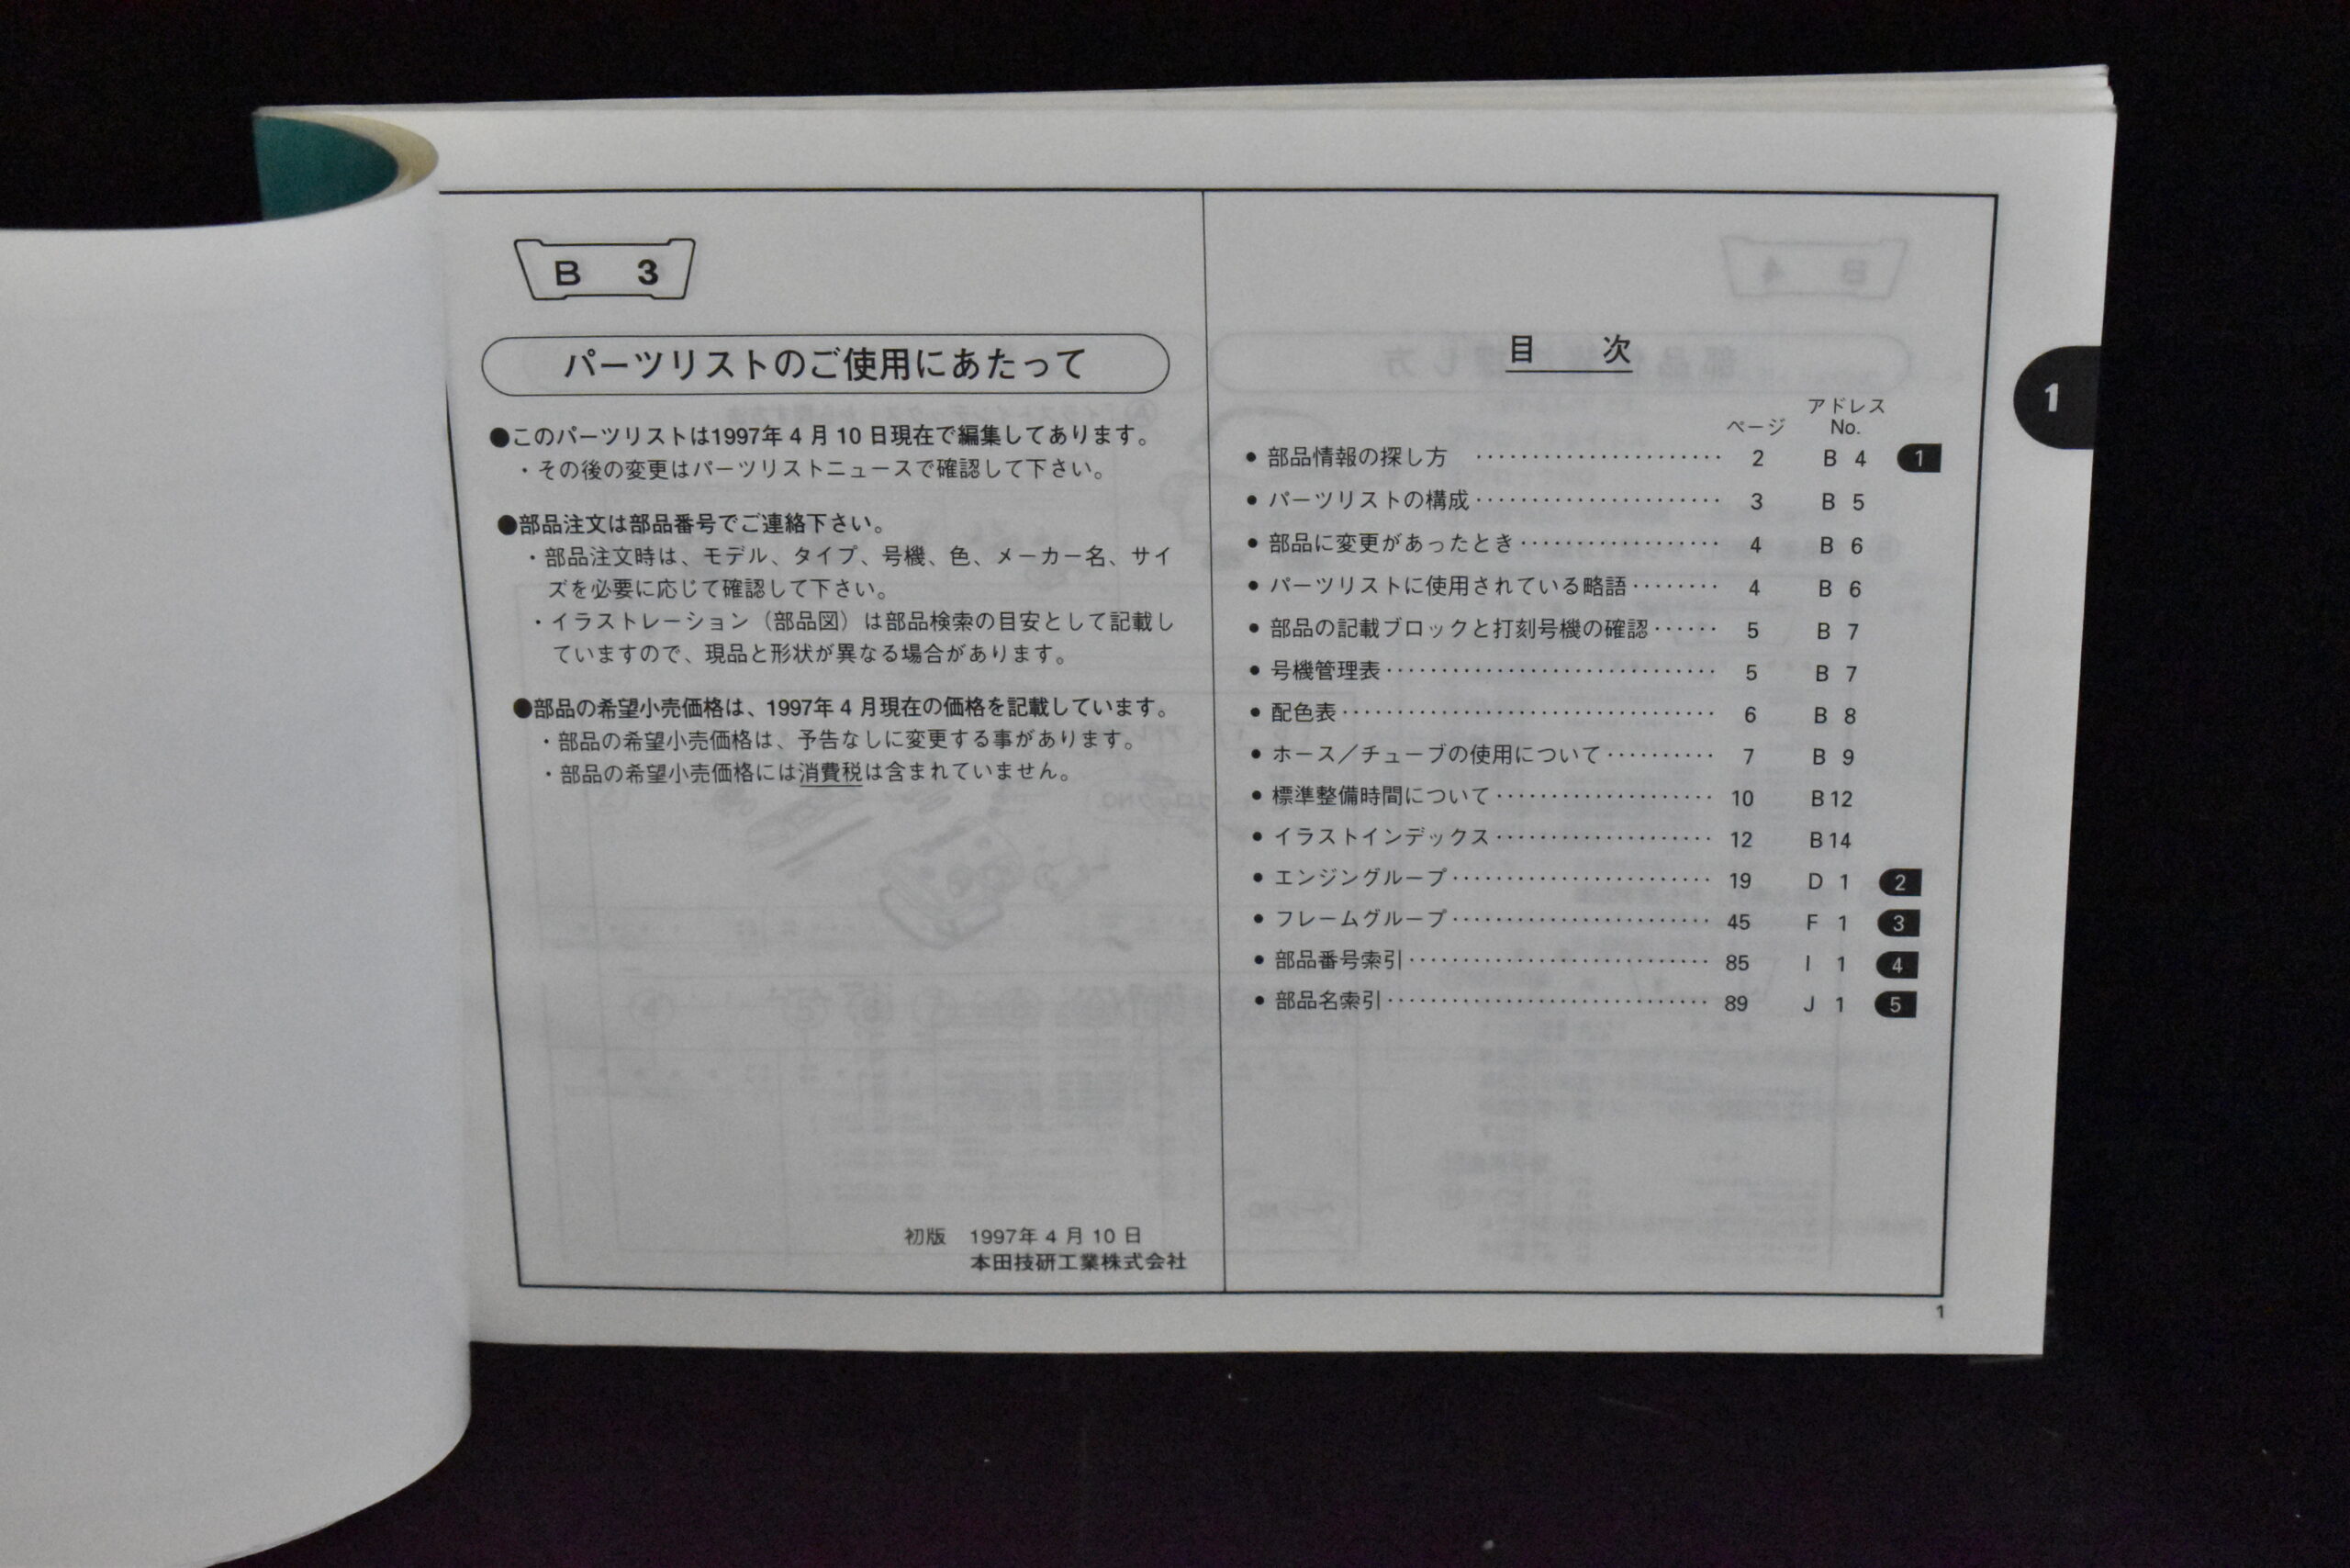 B 3
パーツリストのご使用にあたって
●このパーツリストは1997年4月10日現在で編集してあります。
・その後の変更はパーツリストニュースで確認して下さい。
●部品注文は部品番号でご連絡下さい。
・部品注文時は、モデル、タイプ、号機、色、メーカー名、サイ
ズを必要に応じて確認して下さい。
・イラストレーション（部品図）は部品検索の目安として記載し
ていますので、現品と形状が異なる場合があります。
●部品の希望小売価格は、1997年4月現在の価格を記載しています。
・部品の希望小売価格は、予告なしに変更する事があります。
・部品の希望小売価格には消費税は含まれていません。
初版 1997年4月10日
本田技研工業株式会社
目 次
ページ アドレスNo.
● 部品情報の探し方 …………………… 2 B 4 1
● パーツリストの構成 …………………… 3 B 5
● 部品に変更があったとき ……………… 4 B 6
● パーツリストに使用されている略語 ……… 4 B 6
● 部品の記載ブロックと打刻号機の確認 …… 5 B 7
● 号機管理表 …………………………… 5 B 7
● 配色表 ………………………………… 6 B 8
● ホース／チューブの使用について ……… 7 B 9
● 標準整備時間について ………………… 10 B12
● イラストインデックス ………………… 12 B14
● エンジングループ ……………………… 19 D 1 2
● フレームグループ ……………………… 45 F 1 3
● 部品番号索引 ………………………… 85 I 1 4
● 部品名索引 …………………………… 89 J 1 5
1
1